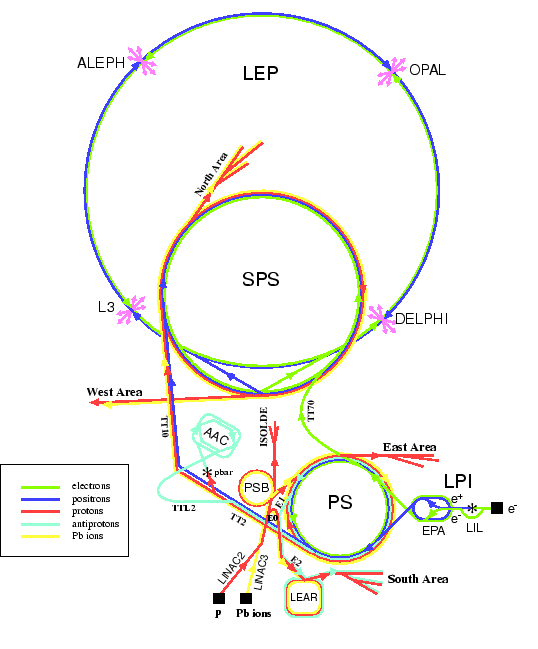 ALEPH
OPAL
LEP
North Area
SPS
L3
DELPHI
West Area
TT10
AAC
ISOLDE
TT70
East Area
pbar
PSB
PS
LPI
E1
e+
e-
e-
EPA
LIL
TTL2
TT2
E0
electrons
positrons
protons
antiprotons
Pb ions
LINAC2
LINAC3
E2
South Area
LEAR
P
Pb ions